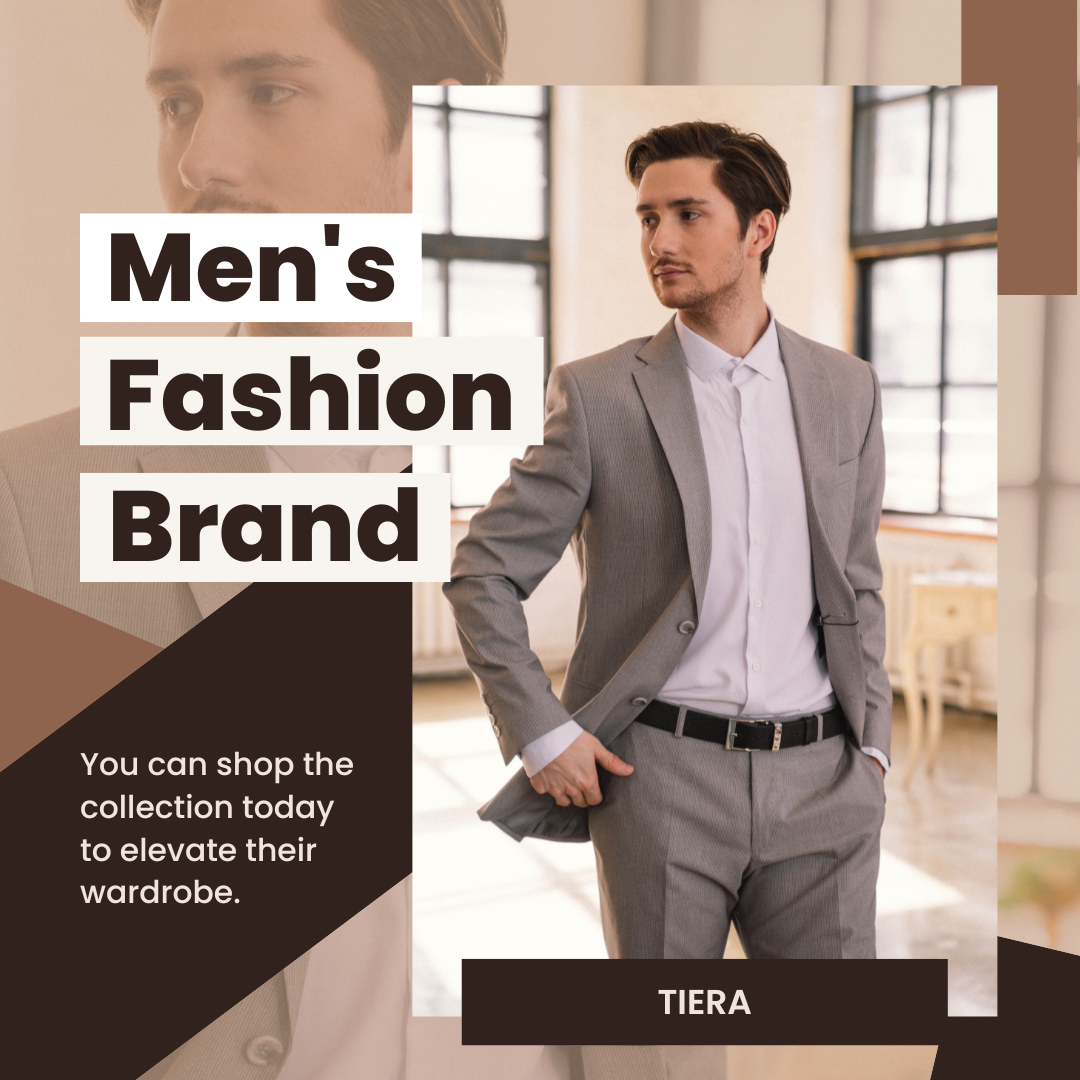 Men's
Fashion
Brand
You can shop the
collection today
to elevate their
wardrobe.
TIERA